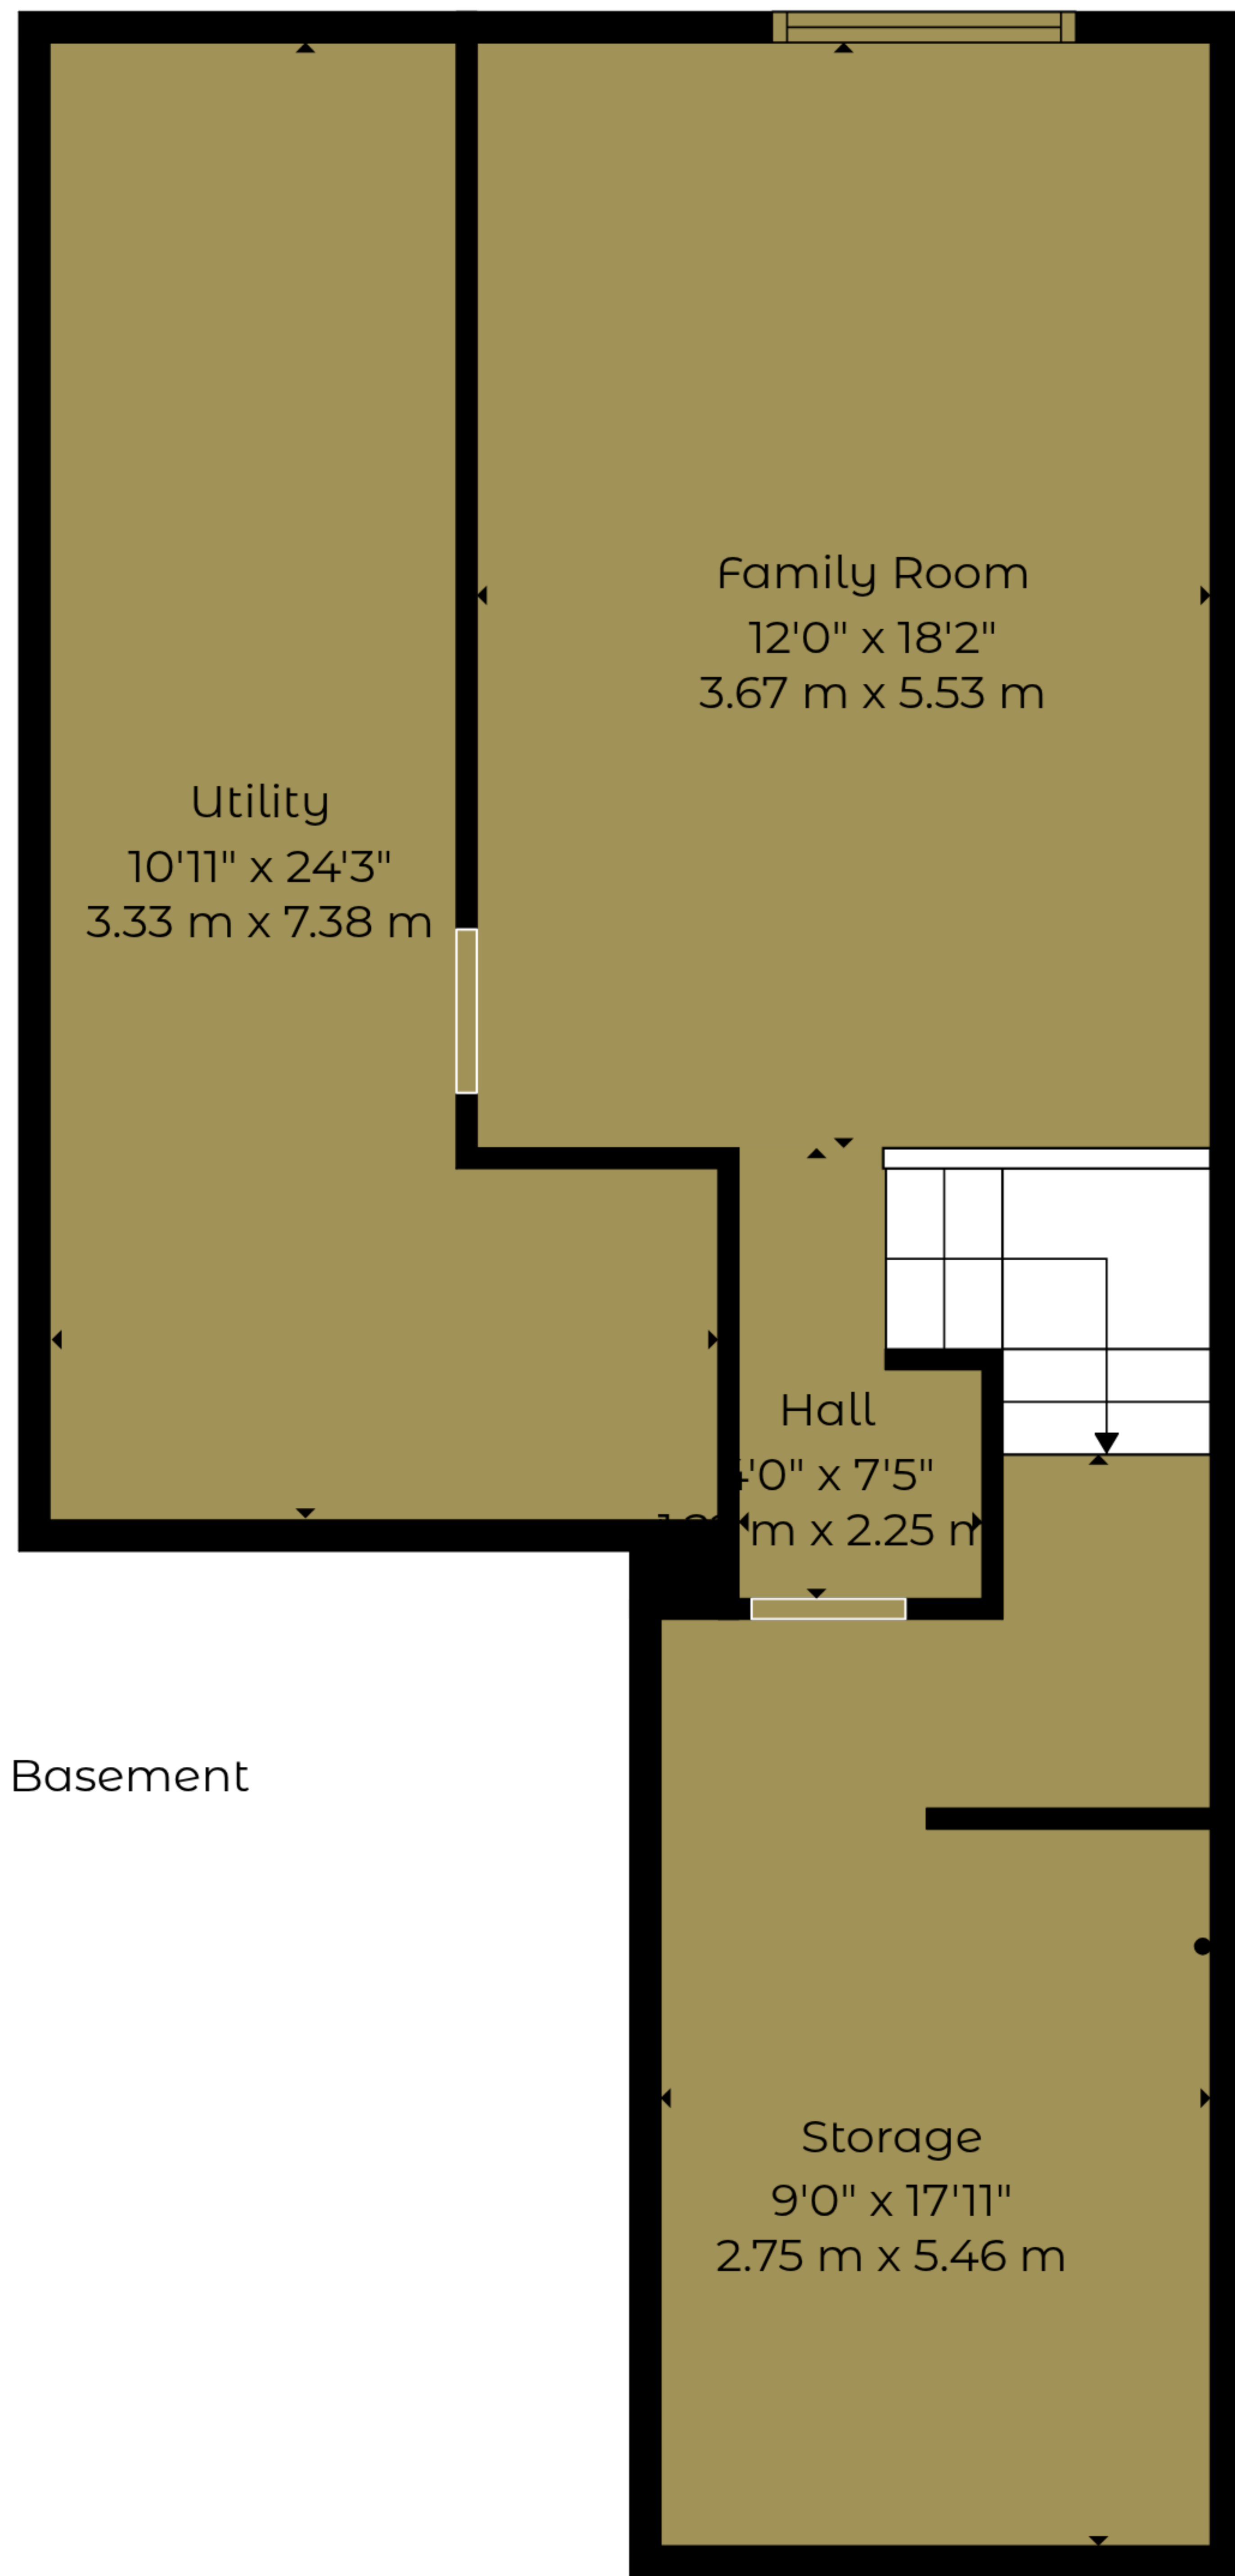 Family Room
12'0" x 18'2"
3.67 m x 5.53 m
Utility
10'11" x 24'3"
3.33 m x 7.38 m
Hall
4'0" x 7'5"
m x 2.25 m
Basement
Storage
9'0" x 17'11"
2.75 m x 5.46 m